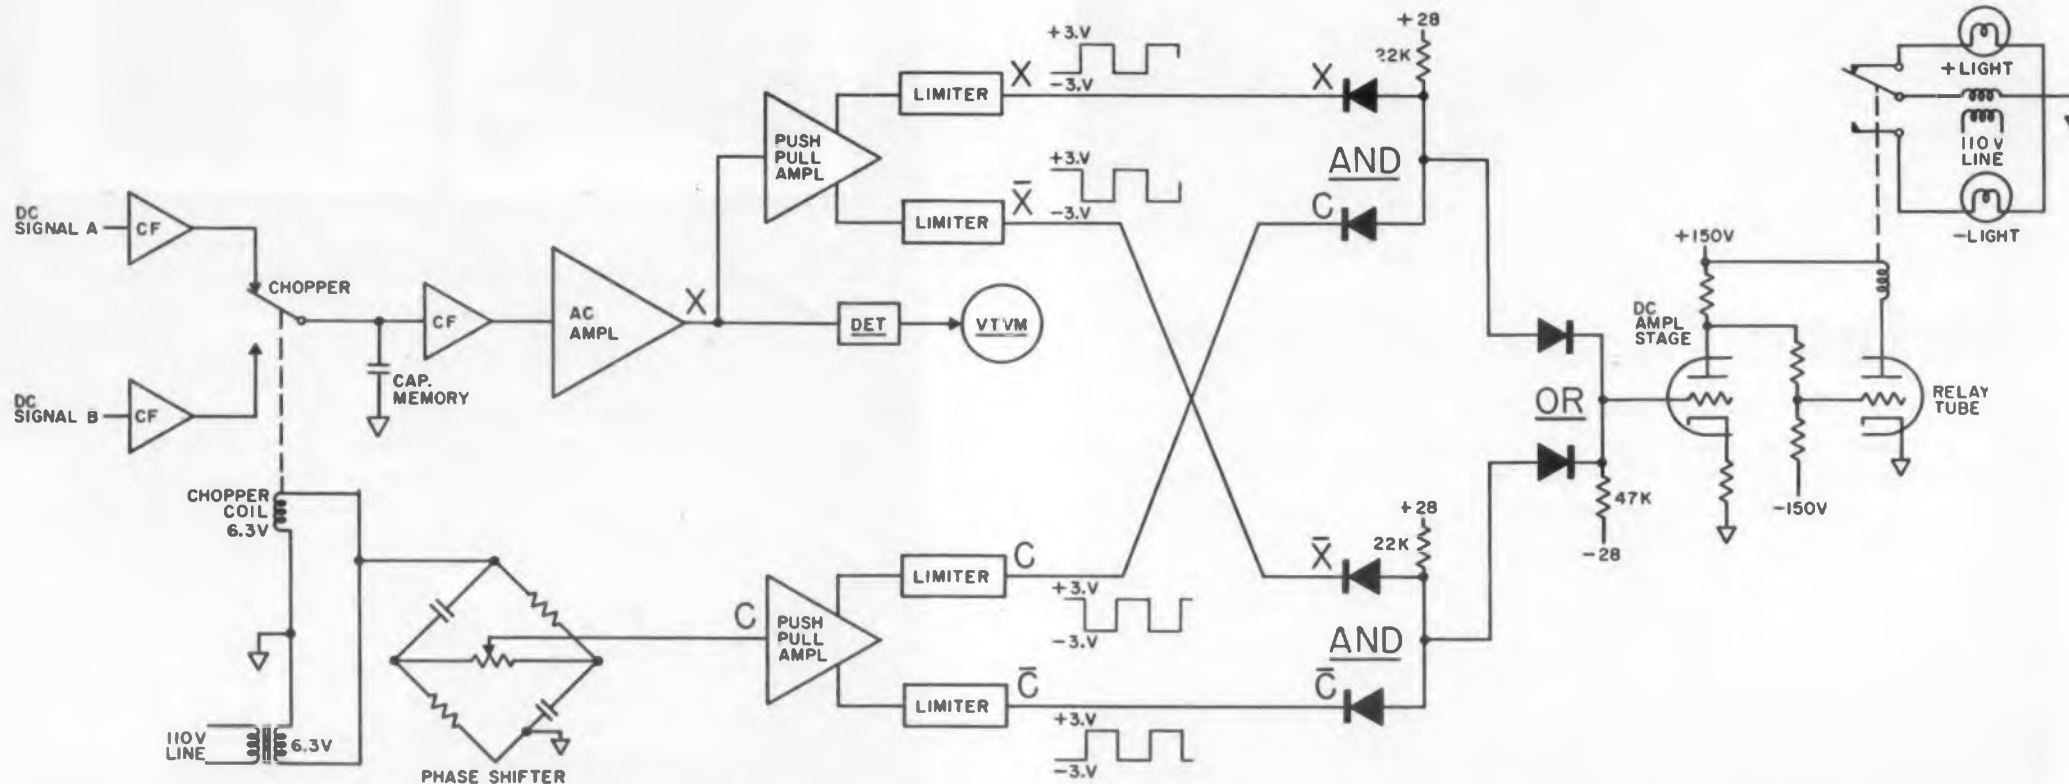 DC
SIGNAL A
CF
CHOPPER
DC
SIGNAL B
CF
CAP.
MEMORY
CF
AC
AMPL
X
PUSH
PULL
AMPL
LIMITER
X
+3.V
-3.V
LIMITER
X̄
+3.V
-3.V
DET
VTVM
X
+28
22K
AND
C
OR
+28
22K
X̄
AND
C̄
47K
-28
+150V
DC
AMPL
STAGE
-150V
RELAY
TUBE
+LIGHT
110V
LINE
-LIGHT
CHOPPER
COIL
6.3V
110V
LINE
6.3V
PHASE SHIFTER
C
PUSH
PULL
AMPL
LIMITER
C
+3.V
-3.V
LIMITER
C̄
+3.V
-3.V